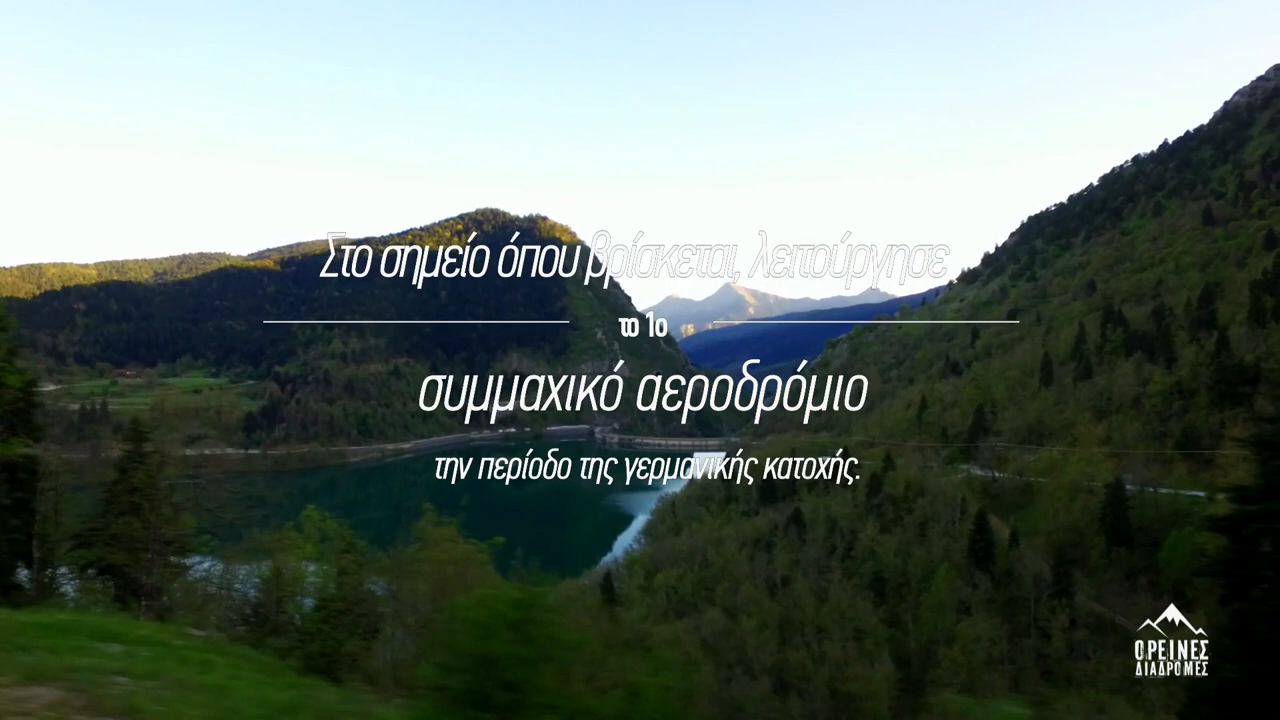 Στο σημείο όπου βρίσκεται, λειτούργησε
το 1ο
συμμαχικό αεροδρόμιο
την περίοδο της γερμανικής κατοχής.
ΟΡΕΙΝΕΣ
ΔΙΑΔΡΟΜΕΣ